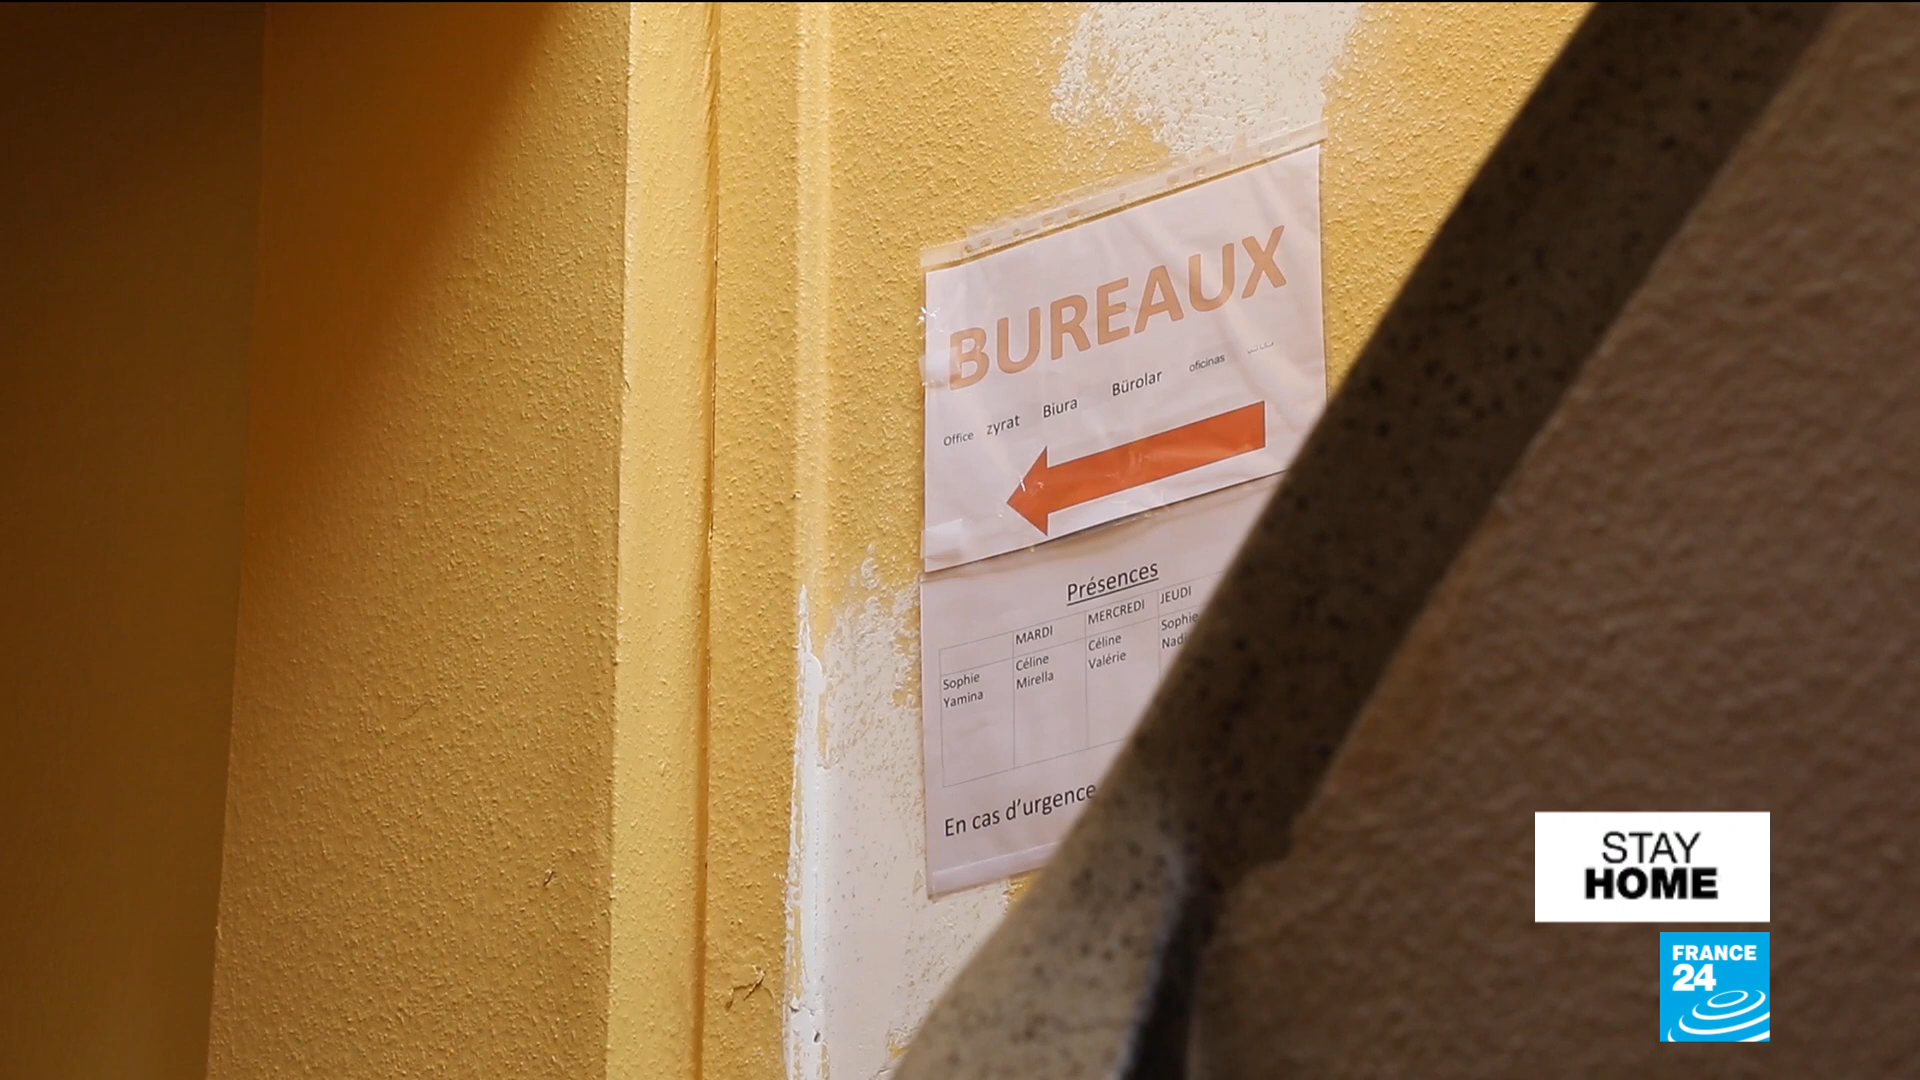 BUREAUX
Office zyrat Biura Bürolar oficinas
Présences
MARDI MERCREDI JEUDI
Sophie Céline Céline Sophie
Yamina Mirella Valérie
En cas d'urgence
STAY
HOME
FRANCE
24